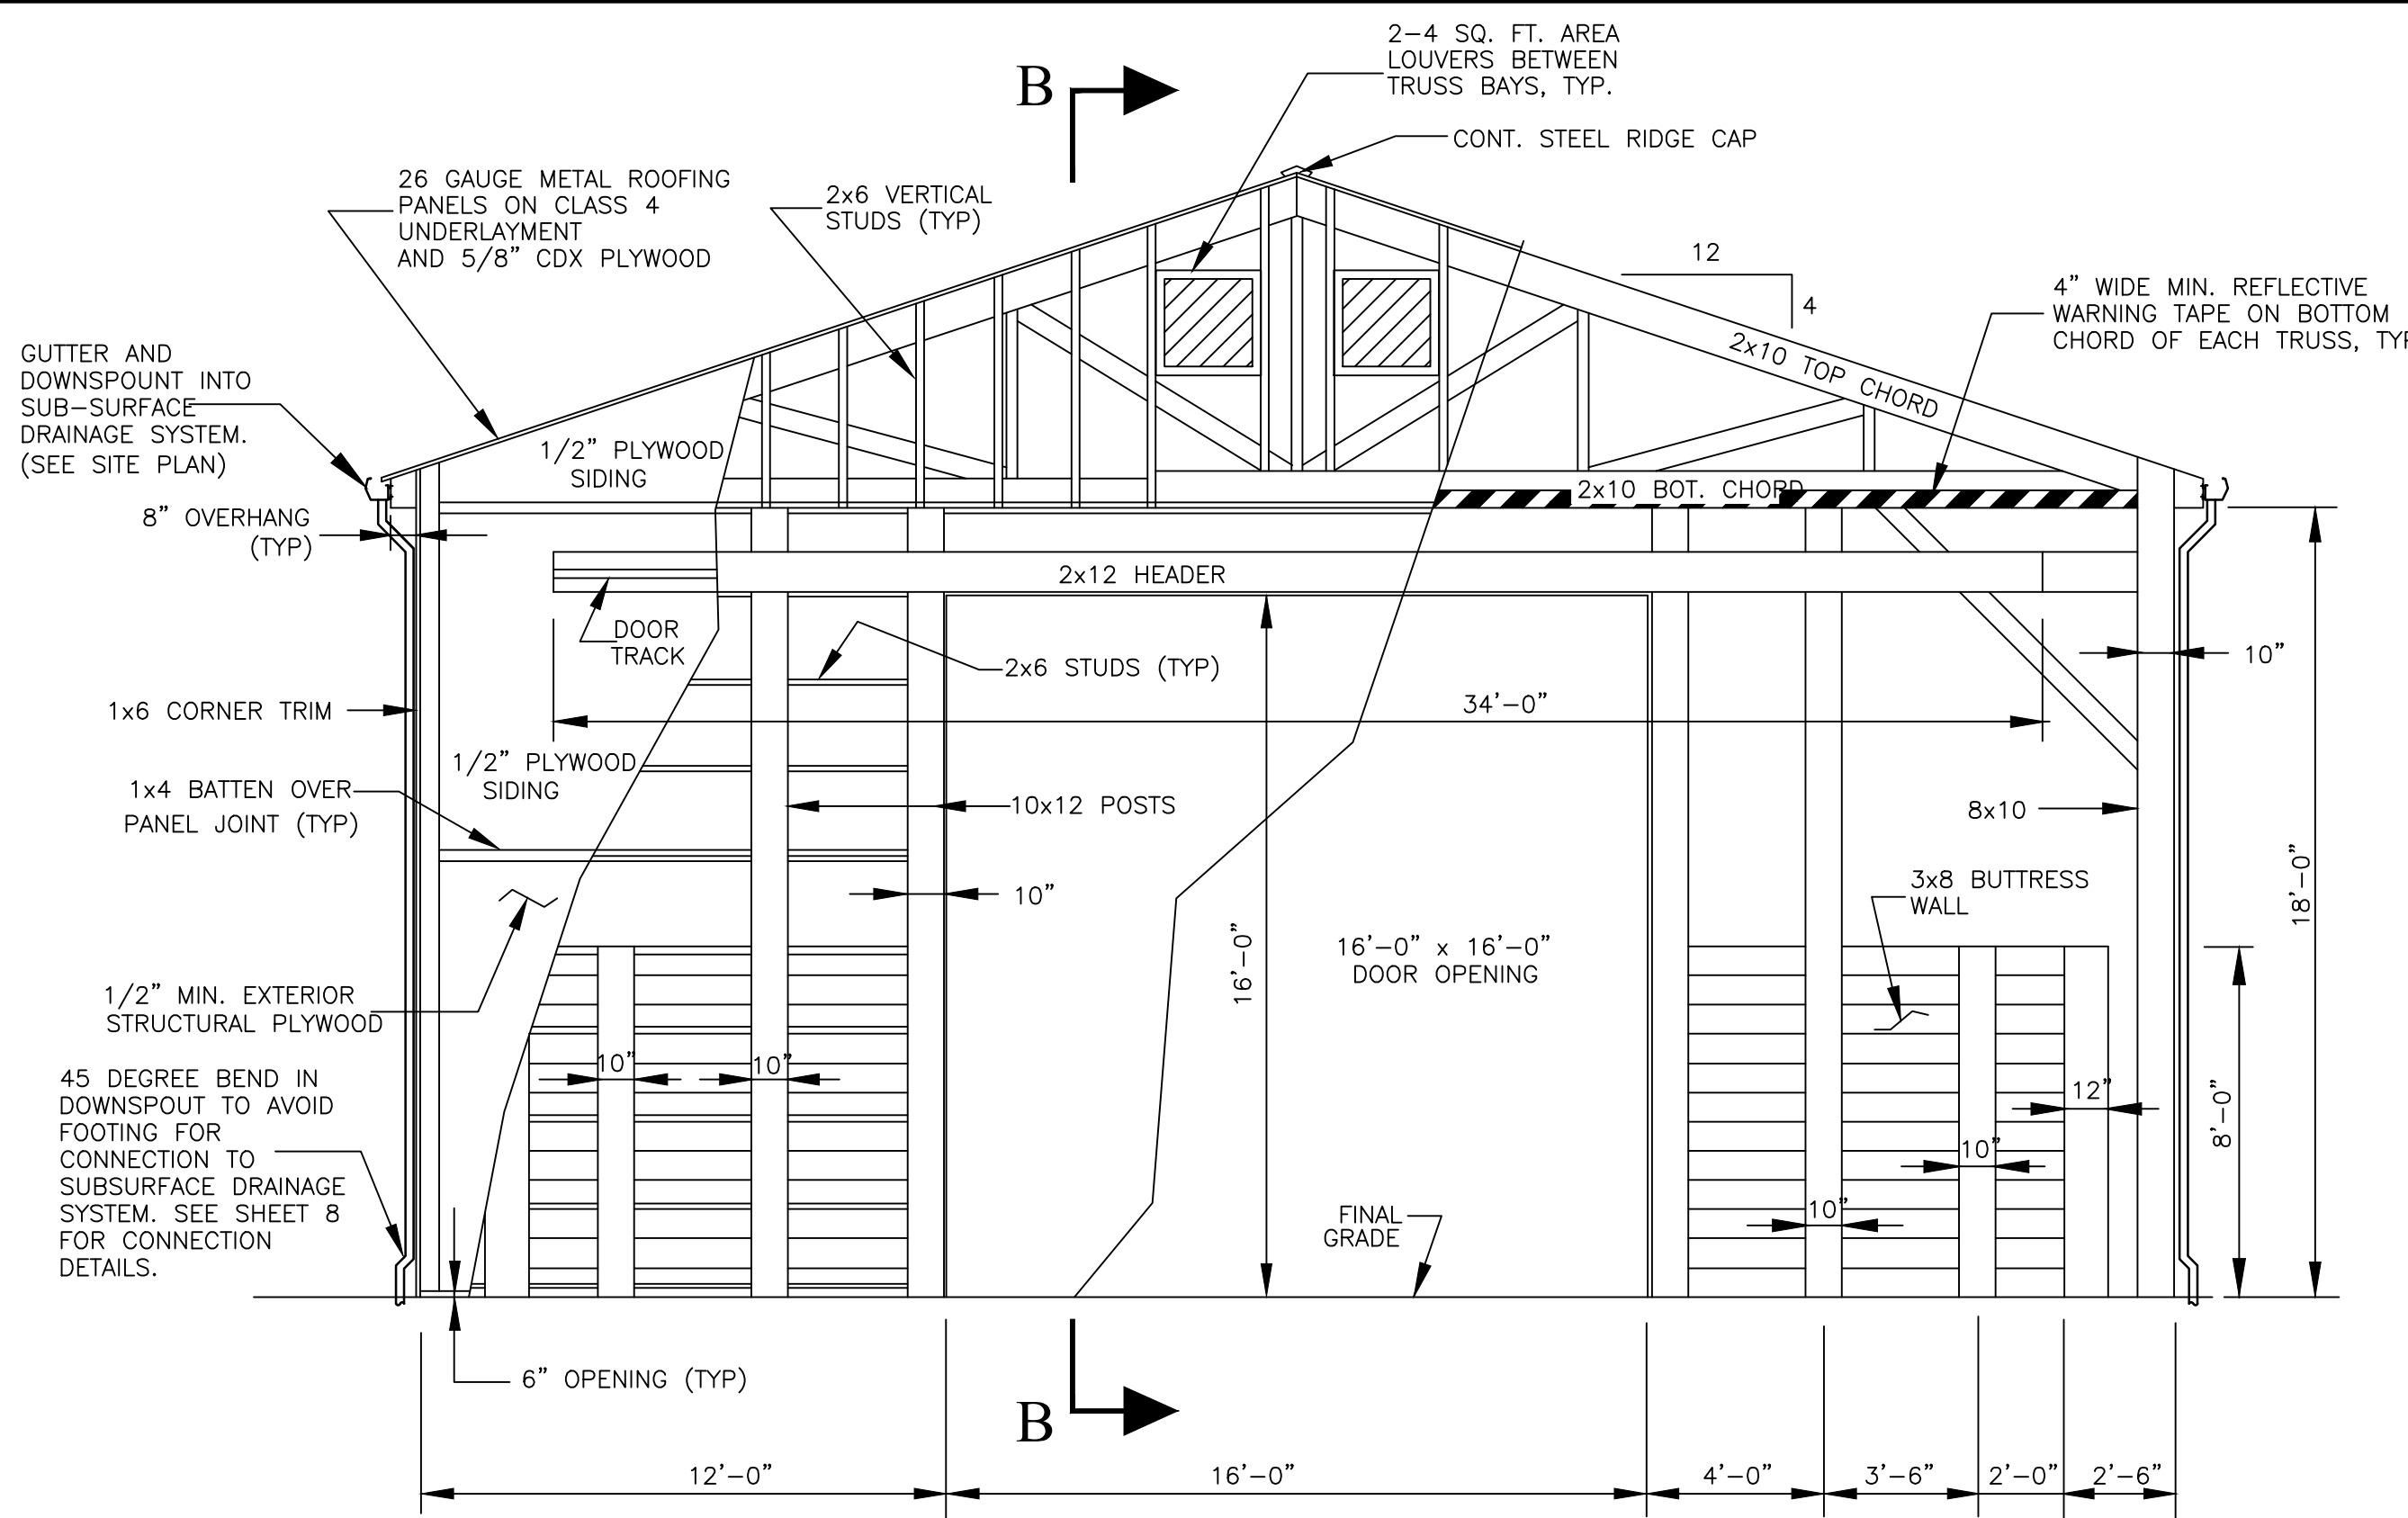 2-4 SQ. FT. AREA
LOUVERS BETWEEN
TRUSS BAYS, TYP.
B
CONT. STEEL RIDGE CAP
26 GAUGE METAL ROOFING
PANELS ON CLASS 4
UNDERLAYMENT
AND 5/8" CDX PLYWOOD
2x6 VERTICAL
STUDS (TYP)
12
4
4" WIDE MIN. REFLECTIVE
WARNING TAPE ON BOTTOM
CHORD OF EACH TRUSS, TYP
2x10 TOP CHORD
GUTTER AND
DOWNSPOUNT INTO
SUB-SURFACE
DRAINAGE SYSTEM.
(SEE SITE PLAN)
1/2" PLYWOOD
SIDING
2x10 BOT. CHORD
8" OVERHANG
(TYP)
2x12 HEADER
DOOR
TRACK
2x6 STUDS (TYP)
10"
34'-0"
1x6 CORNER TRIM
1/2" PLYWOOD
SIDING
1x4 BATTEN OVER
PANEL JOINT (TYP)
10x12 POSTS
8x10
10"
3x8 BUTTRESS
WALL
18'-0"
16'-0"
16'-0" x 16'-0"
DOOR OPENING
1/2" MIN. EXTERIOR
STRUCTURAL PLYWOOD
10"
10"
12"
8'-0"
45 DEGREE BEND IN
DOWNSPOUT TO AVOID
FOOTING FOR
CONNECTION TO
SUBSURFACE DRAINAGE
SYSTEM. SEE SHEET 8
FOR CONNECTION
DETAILS.
10"
10"
FINAL
GRADE
6" OPENING (TYP)
B
12'-0"
16'-0"
4'-0"
3'-6"
2'-0"
2'-6"